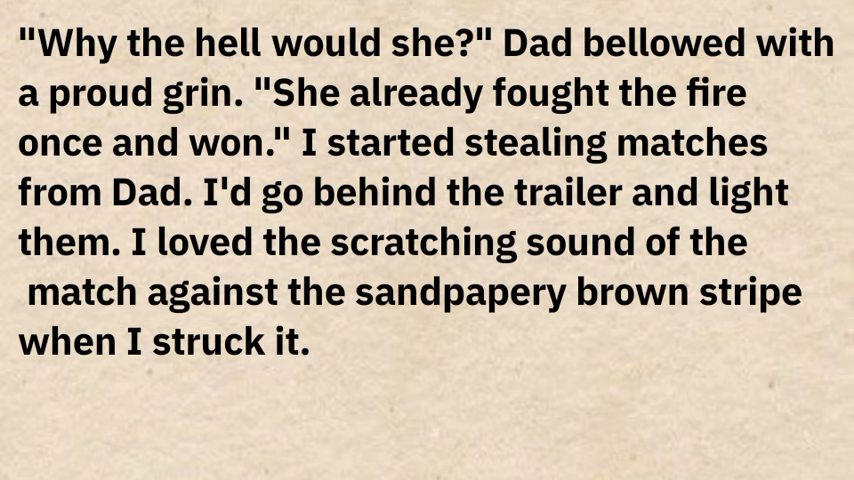 "Why the hell would she?" Dad bellowed with
a proud grin. "She already fought the fire
once and won." I started stealing matches
from Dad. I'd go behind the trailer and light
them. I loved the scratching sound of the
match against the sandpapery brown stripe
when I struck it.